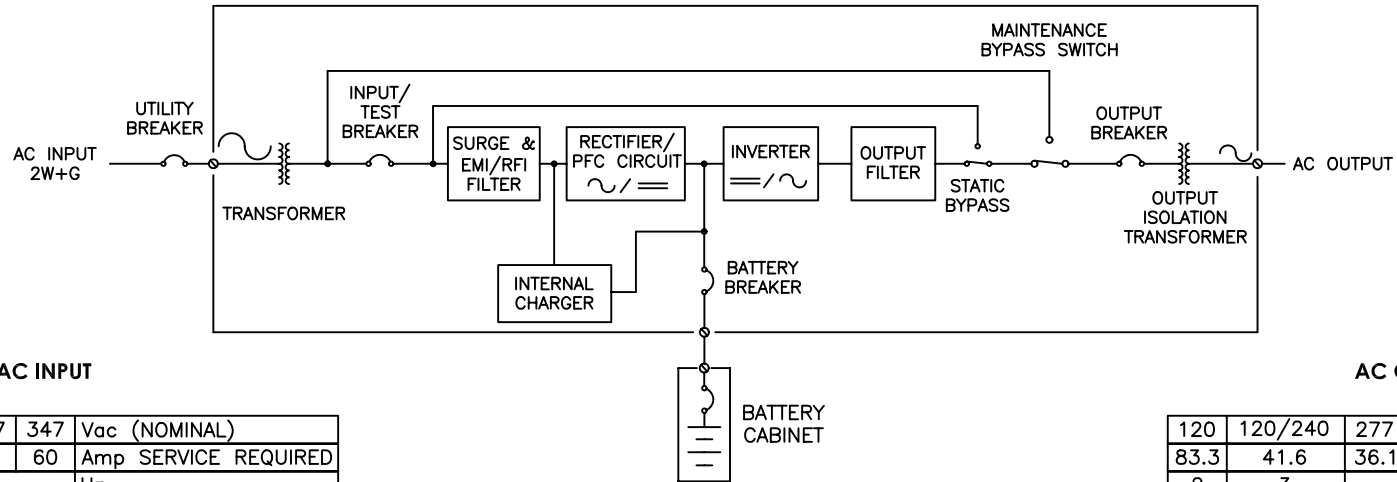 MAINTENANCE
BYPASS SWITCH
INPUT/
TEST
BREAKER
UTILITY
BREAKER
OUTPUT
BREAKER
AC INPUT
2W+G
SURGE &
EMI/RFI
FILTER
RECTIFIER/
PFC CIRCUIT
INVERTER
OUTPUT
FILTER
AC OUTPUT
TRANSFORMER
STATIC
BYPASS
OUTPUT
ISOLATION
TRANSFORMER
INTERNAL
CHARGER
BATTERY
BREAKER
BATTERY
CABINET
AC INPUT
7 347 Vac (NOMINAL)
60 Amp SERVICE REQUIRED
AC
120 120/240 277
83.3 41.6 36.1